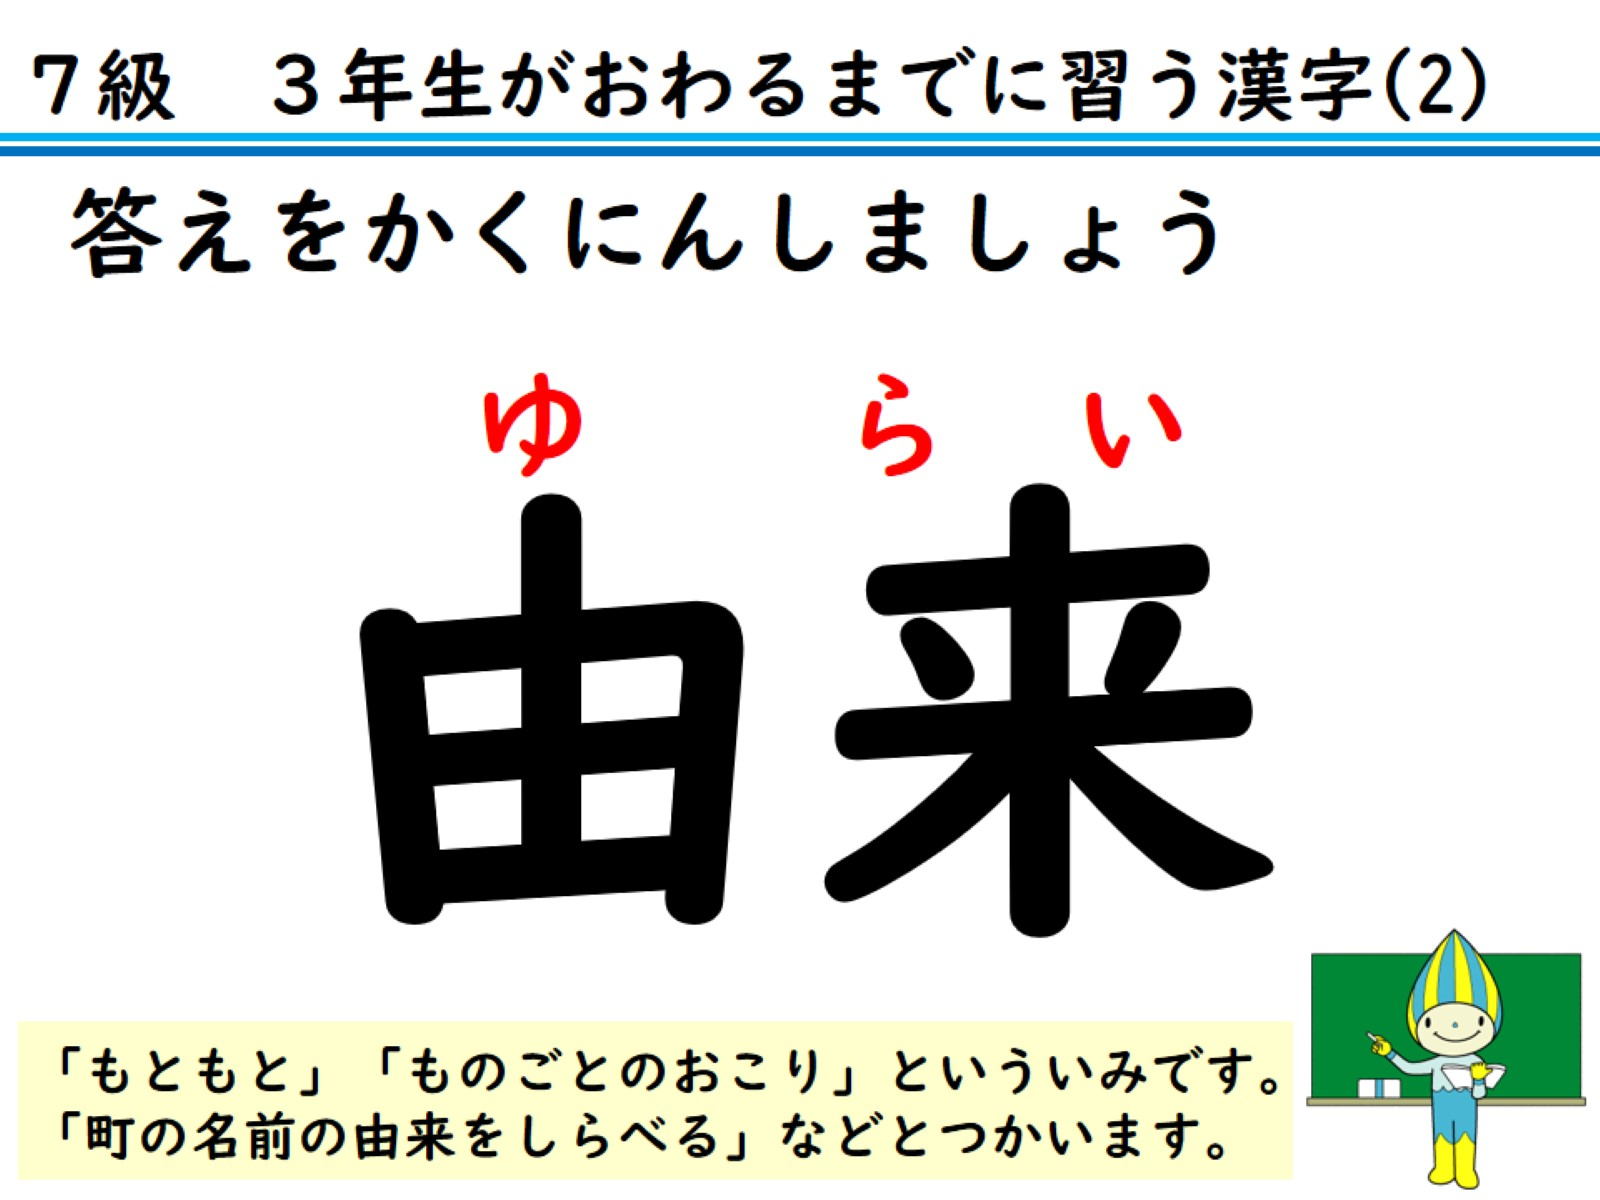 ７級　３年生がおわるまでに習う漢字(2)
答えをかくにんしましょう
ゆ　らい
由来
「もともと」「ものごとのおこり」といういみです。
「町の名前の由来をしらべる」などとつかいます。